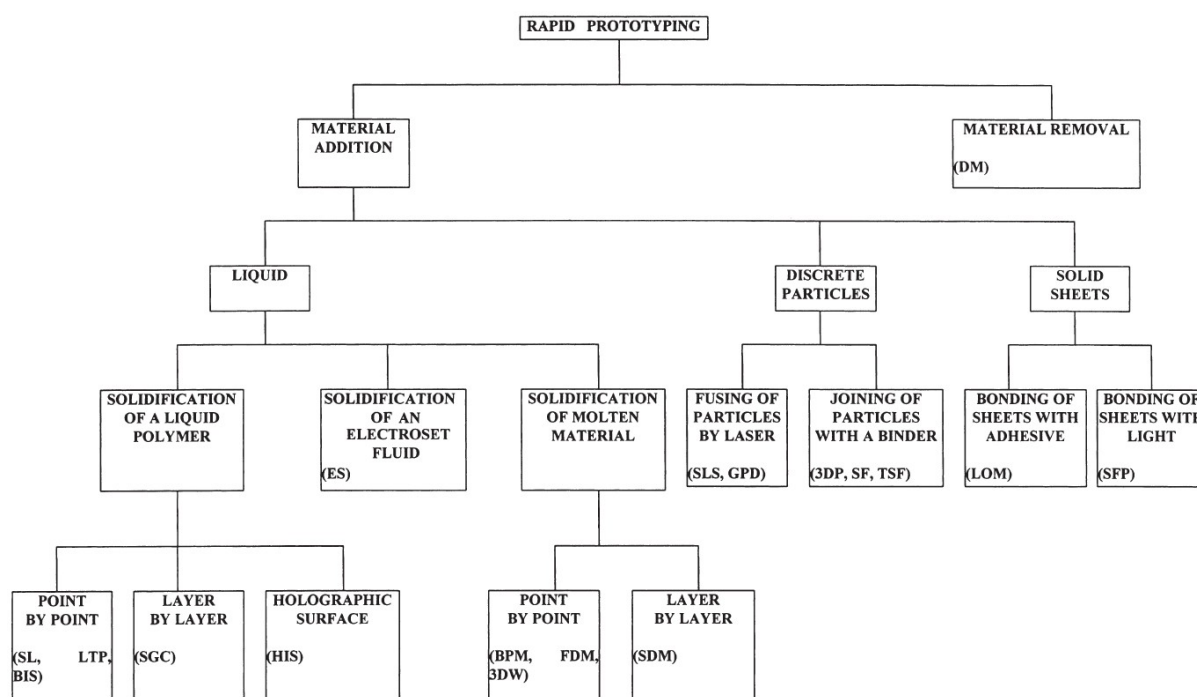 RAPID PROTOTYPING
MATERIAL
ADDITION
MATERIAL REMOVAL
(DM)
LIQUID
DISCRETE
PARTICLES
SOLID
SHEETS
SOLIDIFICATION
OF A LIQUID
POLYMER
SOLIDIFICATION
OF AN
ELECTROSET
FLUID
(ES)
SOLIDIFICATION
OF MOLTEN
MATERIAL
FUSING OF
PARTICLES
BY LASER
(SLS, GPD)
JOINING OF
PARTICLES
WITH A BINDER
(3DP, SF, TSF)
BONDING OF
SHEETS WITH
ADHESIVE
(LOM)
BONDING OF
SHEETS WITH
LIGHT
(SFP)
POINT
BY POINT
(SL, LTP,
BIS)
LAYER
BY LAYER
(SGC)
HOLOGRAPHIC
SURFACE
(HIS)
POINT
BY POINT
(BPM, FDM,
3DW)
LAYER
BY LAYER
(SDM)